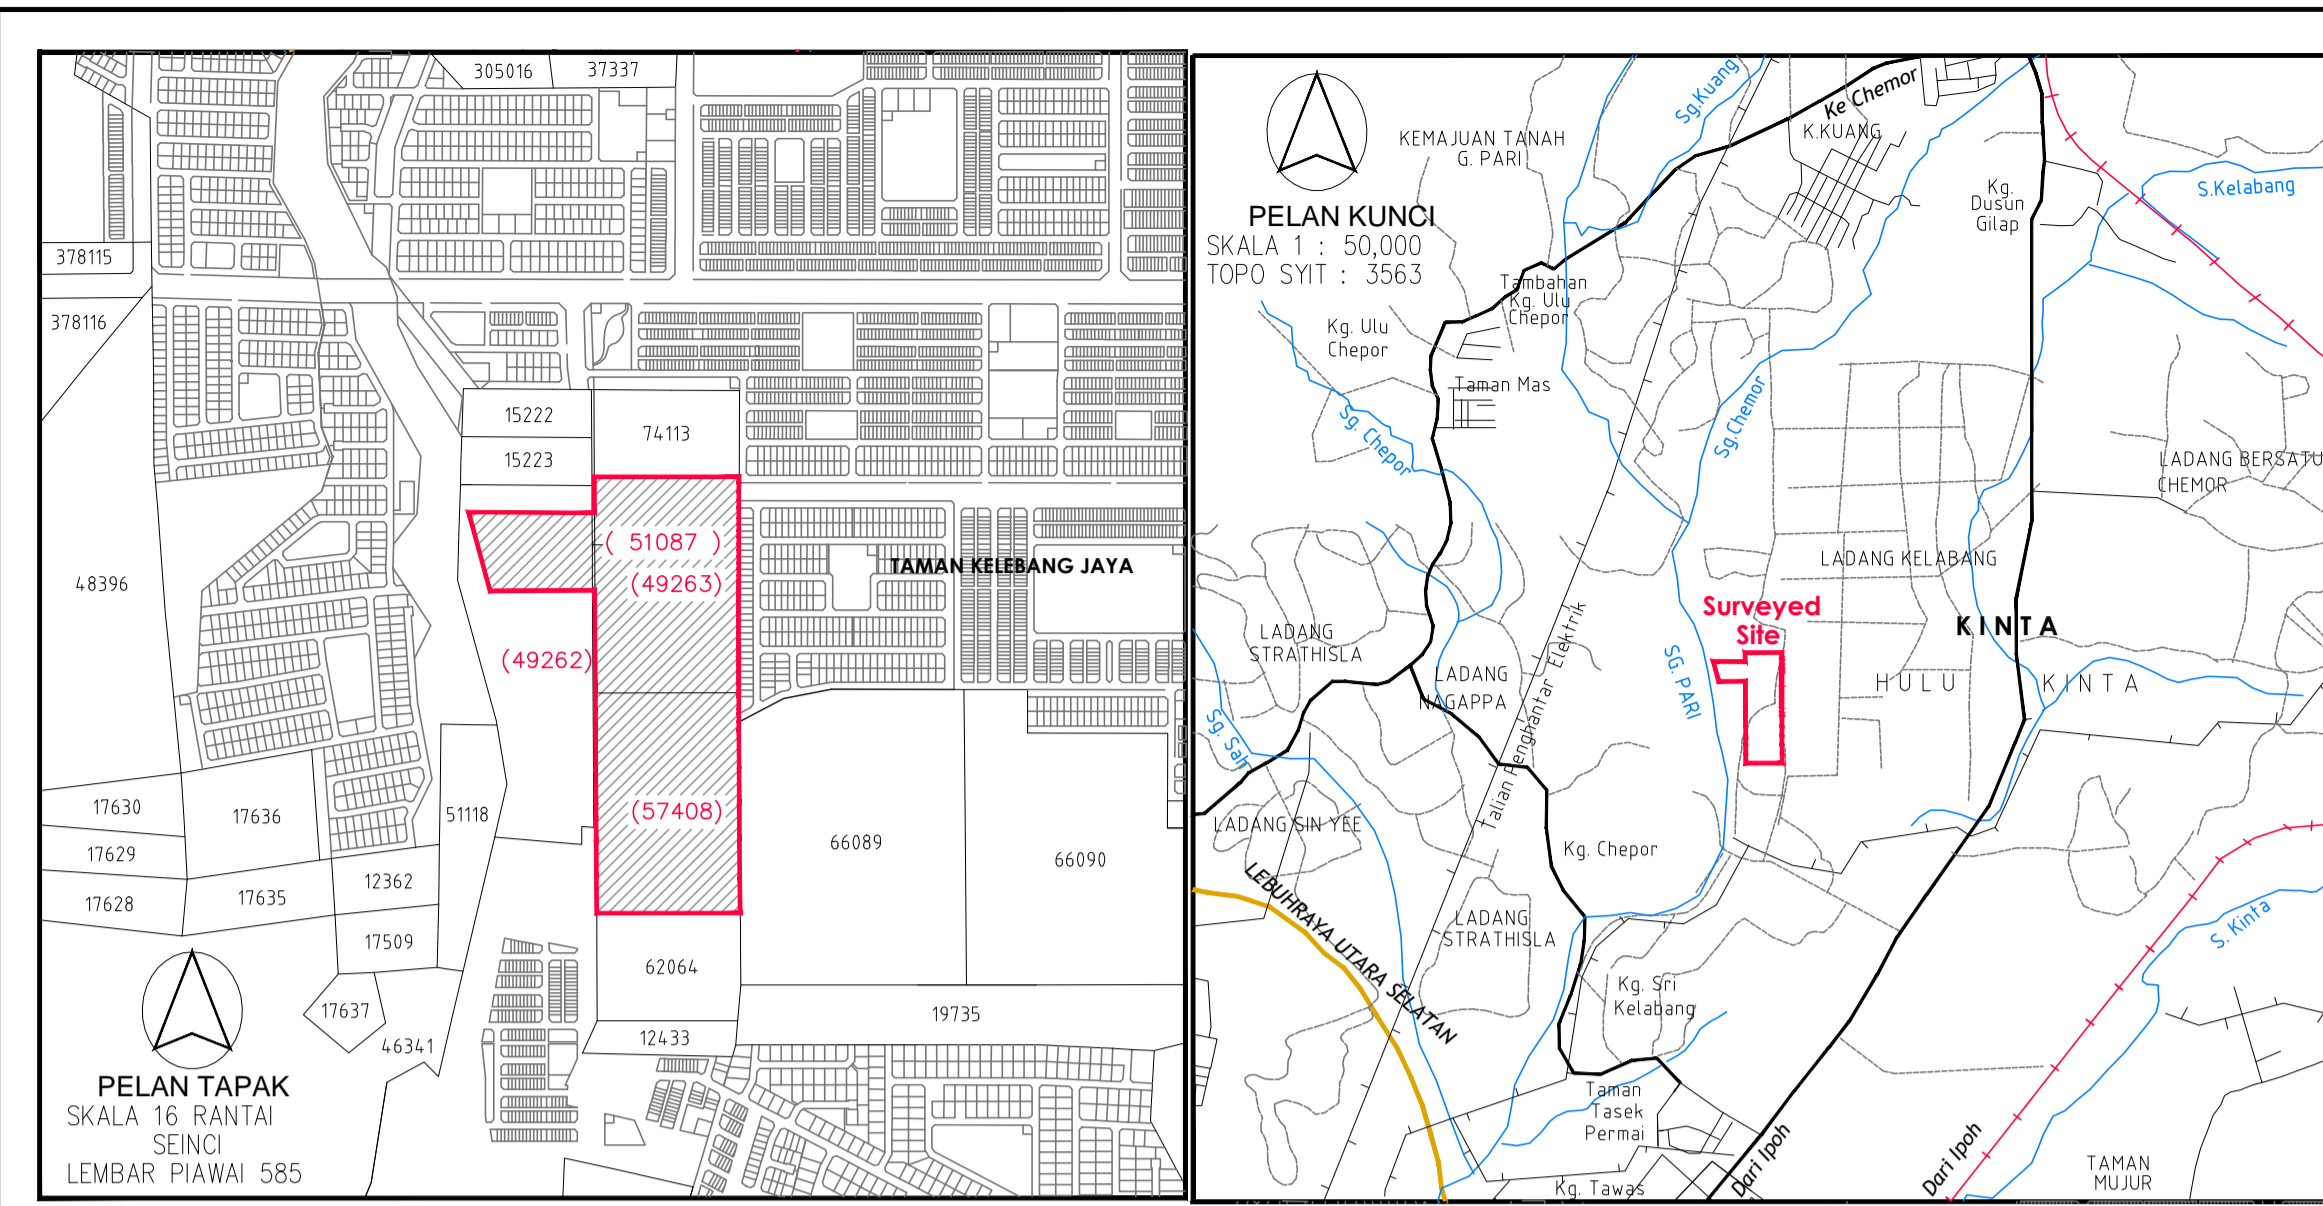 305016
37337
378115
378116
15222
15223
74113
( 51087 )
(49263)
TAMAN KELEBANG JAYA
48396
(49262)
(57408)
17630
17629
17628
17636
17635
51118
12362
17509
17637
46341
66089
66090
62064
19735
12433
PELAN TAPAK
SKALA 16 RANTAI
SEINCI
LEMBAR PIAWAI 585
PELAN KUNCI
SKALA 1 : 50,000
TOPO SYIT : 3563
KEMAJUAN TANAH
G. PARI
Sg.Kuang
Ke Chemor
K.KUANG
Kg.
Dusun
Gilap
S.Kelabang
Tambahan
Kg. Ulu
Chepor
Kg. Ulu
Chepor
Taman Mas
Sg. Chepor
Sg.Chemor
LADANG BERSATU
CHEMOR
LADANG KELABANG
Surveyed
Site
KINTA
HULU KINTA
LADANG
STRATHISLA
LADANG
NAGAPPA
Talian Penghantar Elektrik
SG. PARI
Sg. Sah
LADANG SIN YEE
Kg. Chepor
LEBUHRAYA UTARA SELATAN
LADANG
STRATHISLA
Kg. Sri
Kelabang
S. Kinta
Taman
Tasek
Permai
Kg. Tawas
Dari Ipoh
Dari Ipoh
TAMAN
MUJUR